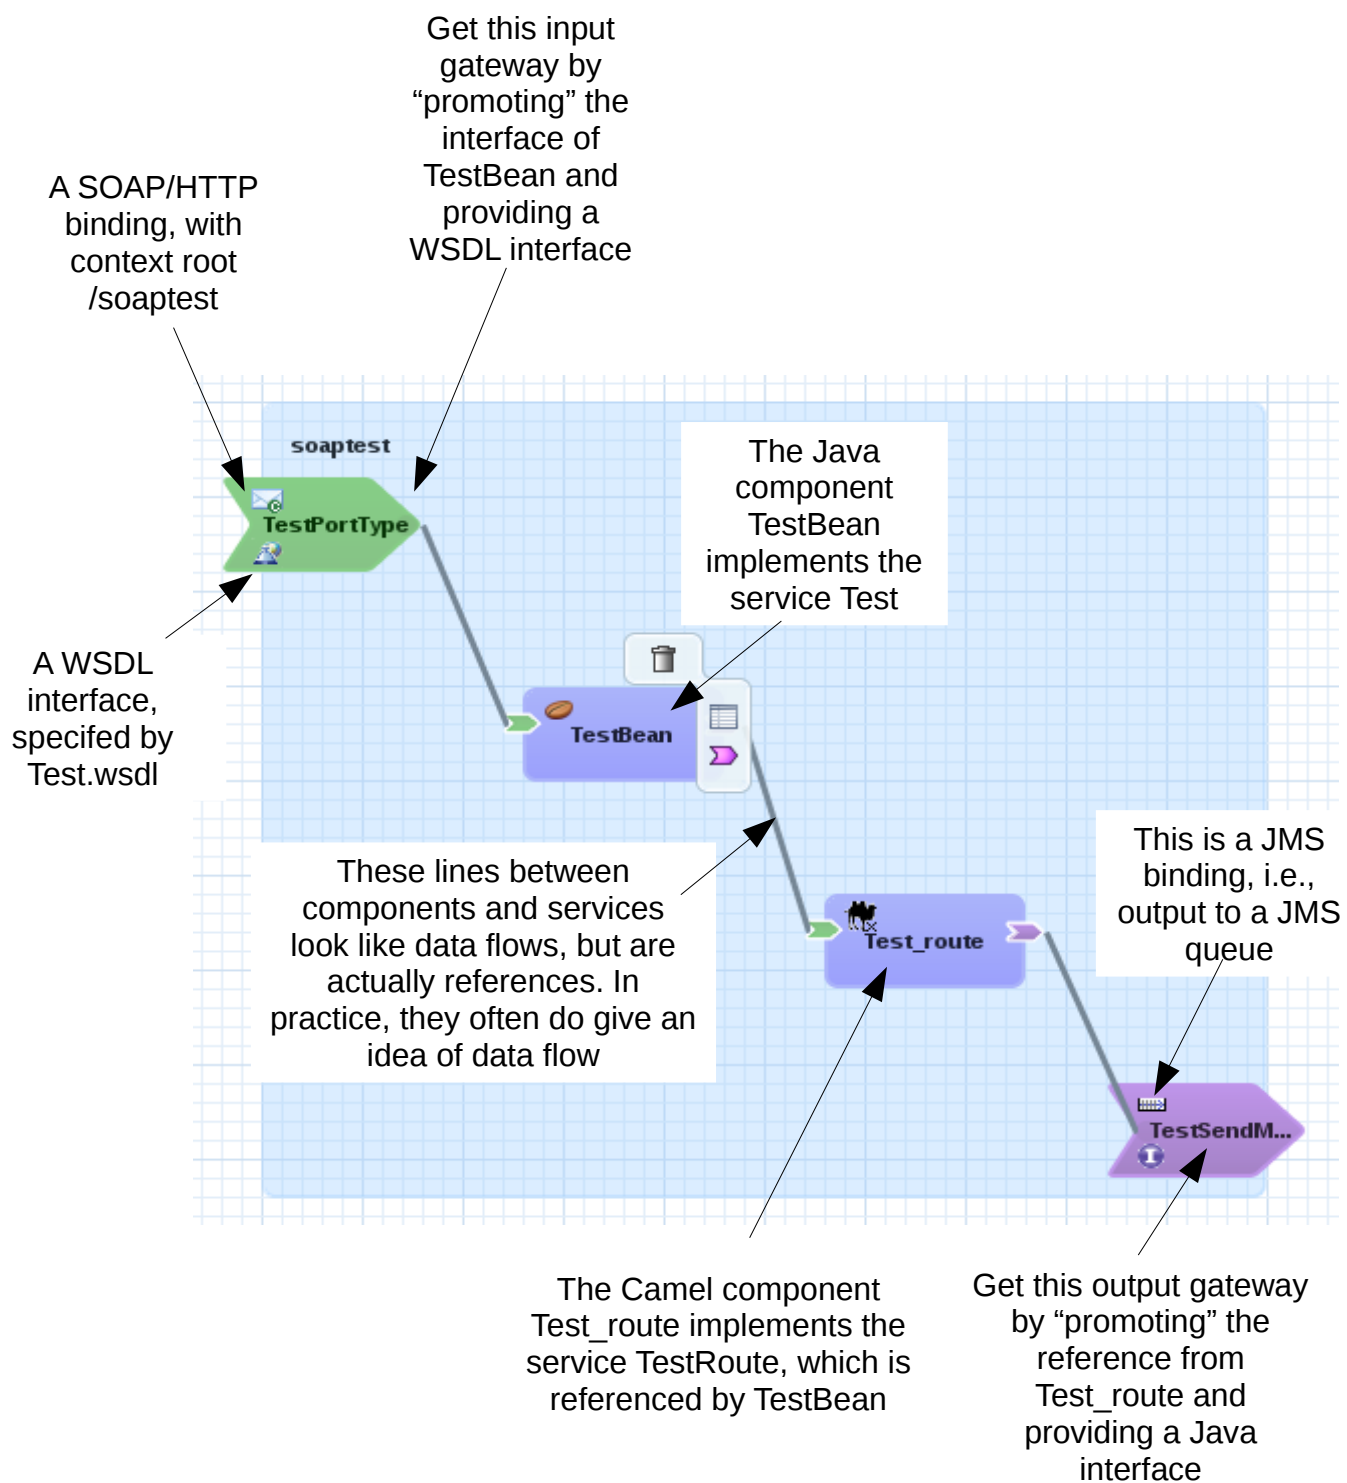 Get this input
gateway by
“promoting” the
interface of
TestBean and
providing a
WSDL interface
A SOAP/HTTP
binding, with
context root
/soaptest
soaptest
TestPortType
The Java
component
TestBean
implements the
service Test
A WSDL
interface,
specifed by
Test.wsdl
TestBean
These lines between
components and services
look like data flows, but are
actually references. In
practice, they often do give an
idea of data flow
This is a JMS
binding, i.e.,
output to a JMS
queue
Test_route
TestSendM...
The Camel component
Test_route implements the
service TestRoute, which is
referenced by TestBean
Get this output gateway
by “promoting” the
reference from
Test_route and
providing a Java
interface